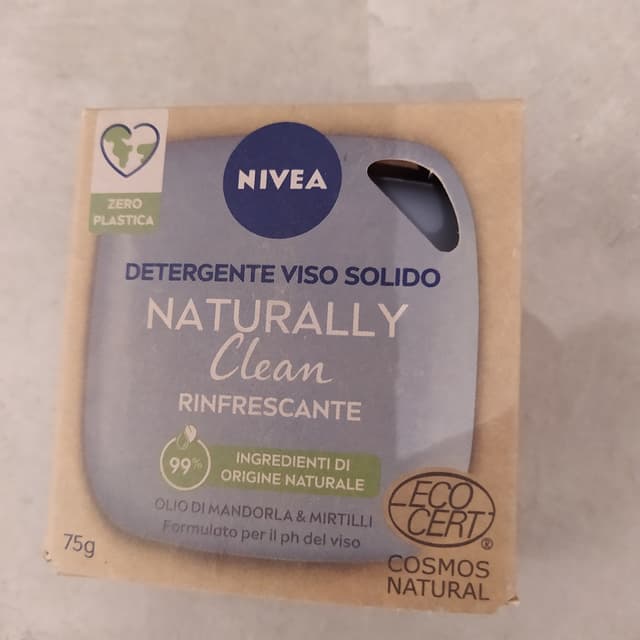 NIVEA
ZERO
PLASTICA
DETERGENTE VISO SOLIDO
NATURALLY
Clean
RINFRESCANTE
99%
INGREDIENTI DI
ORIGINE NATURALE
OLIO DI MANDORLA & MIRTILLI
Formulato per il ph del viso
75g
ECO
CERT®
COSMOS
NATURAL